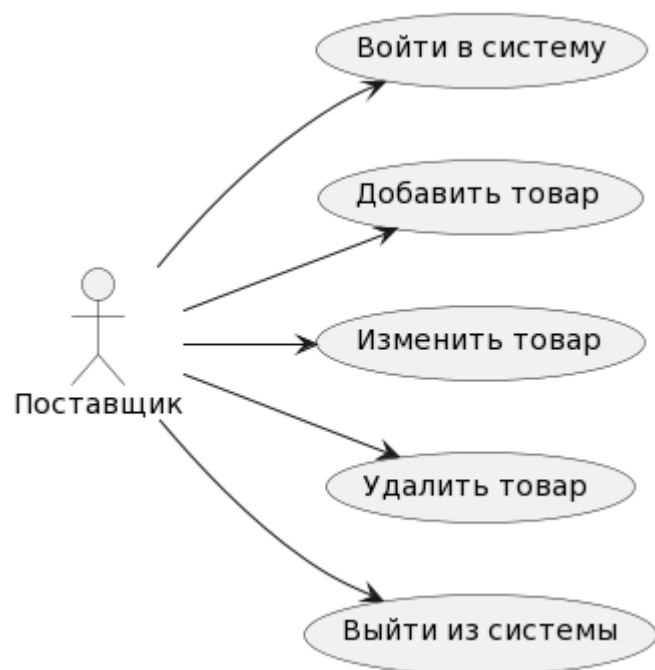 Войти в систему
Добавить товар
Изменить товар
Поставщик
Удалить товар
Выйти из системы